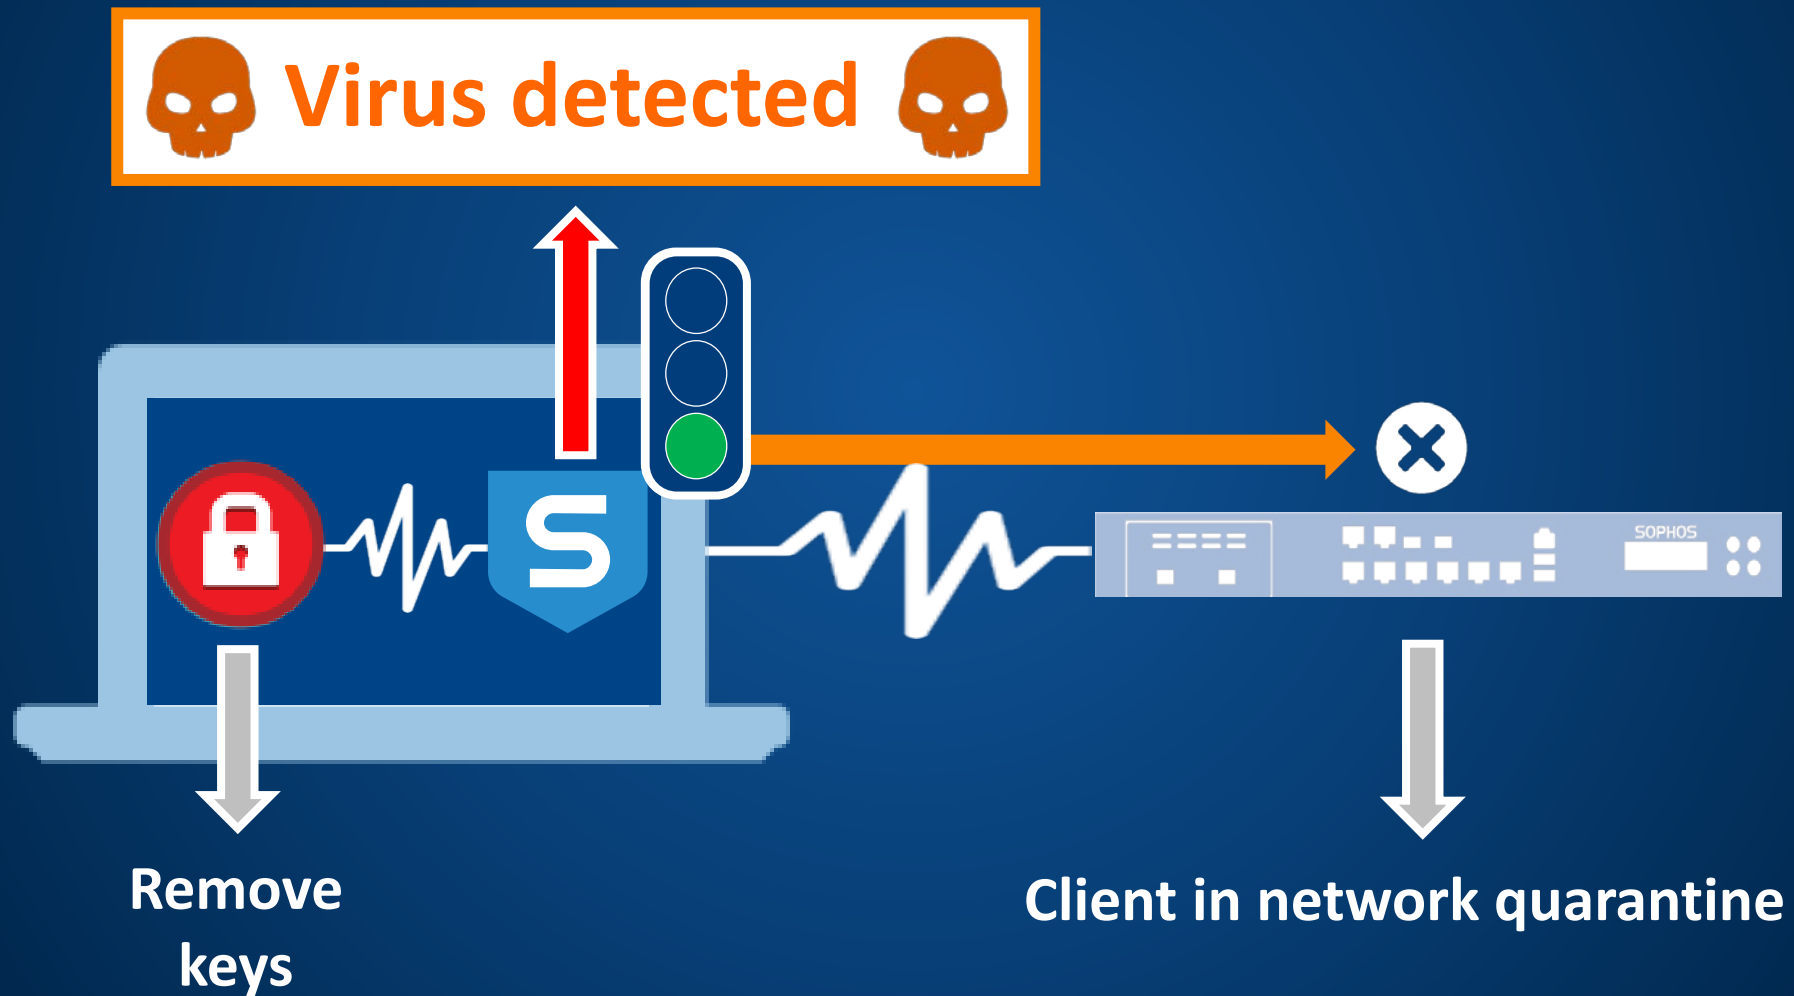 Virus detected
S
SOPHOS
Remove
keys
Client in network quarantine